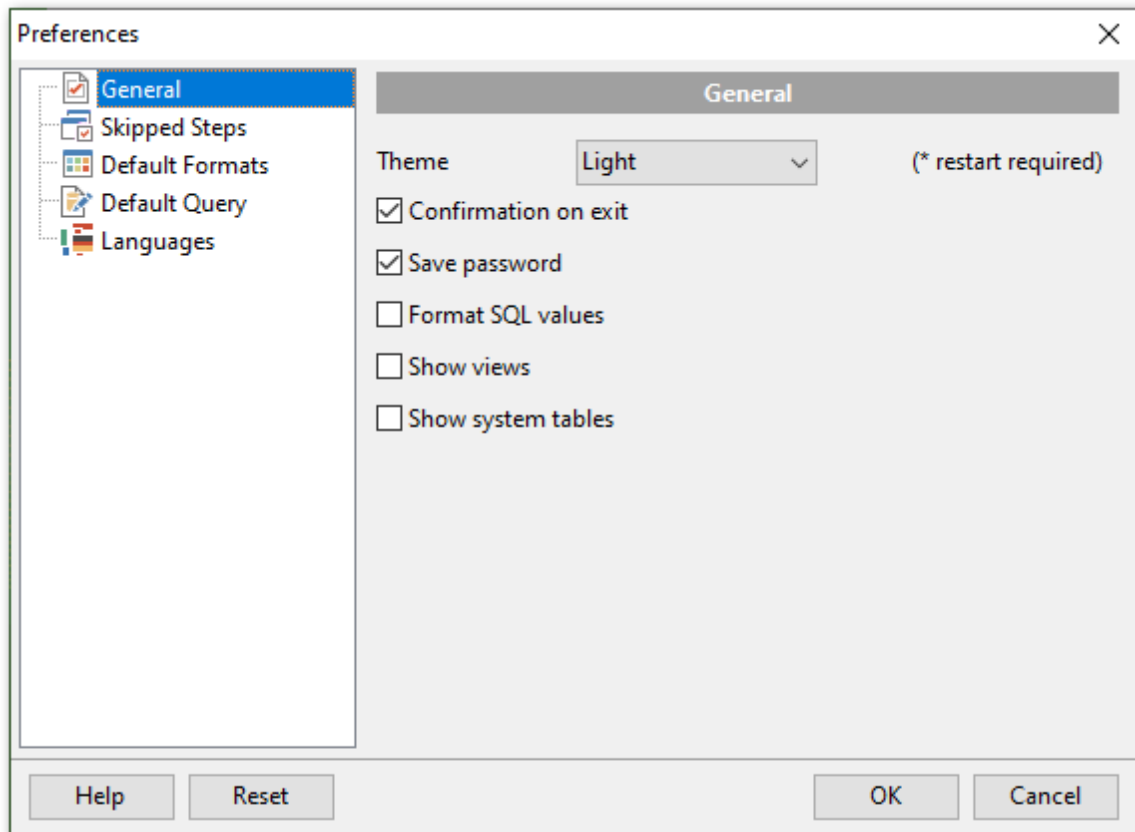 Preferences
General
Skipped Steps
Default Formats
Default Query
Languages
General
Theme Light (* restart required)
Confirmation on exit
Save password
Format SQL values
Show views
Show system tables
Help Reset OK Cancel